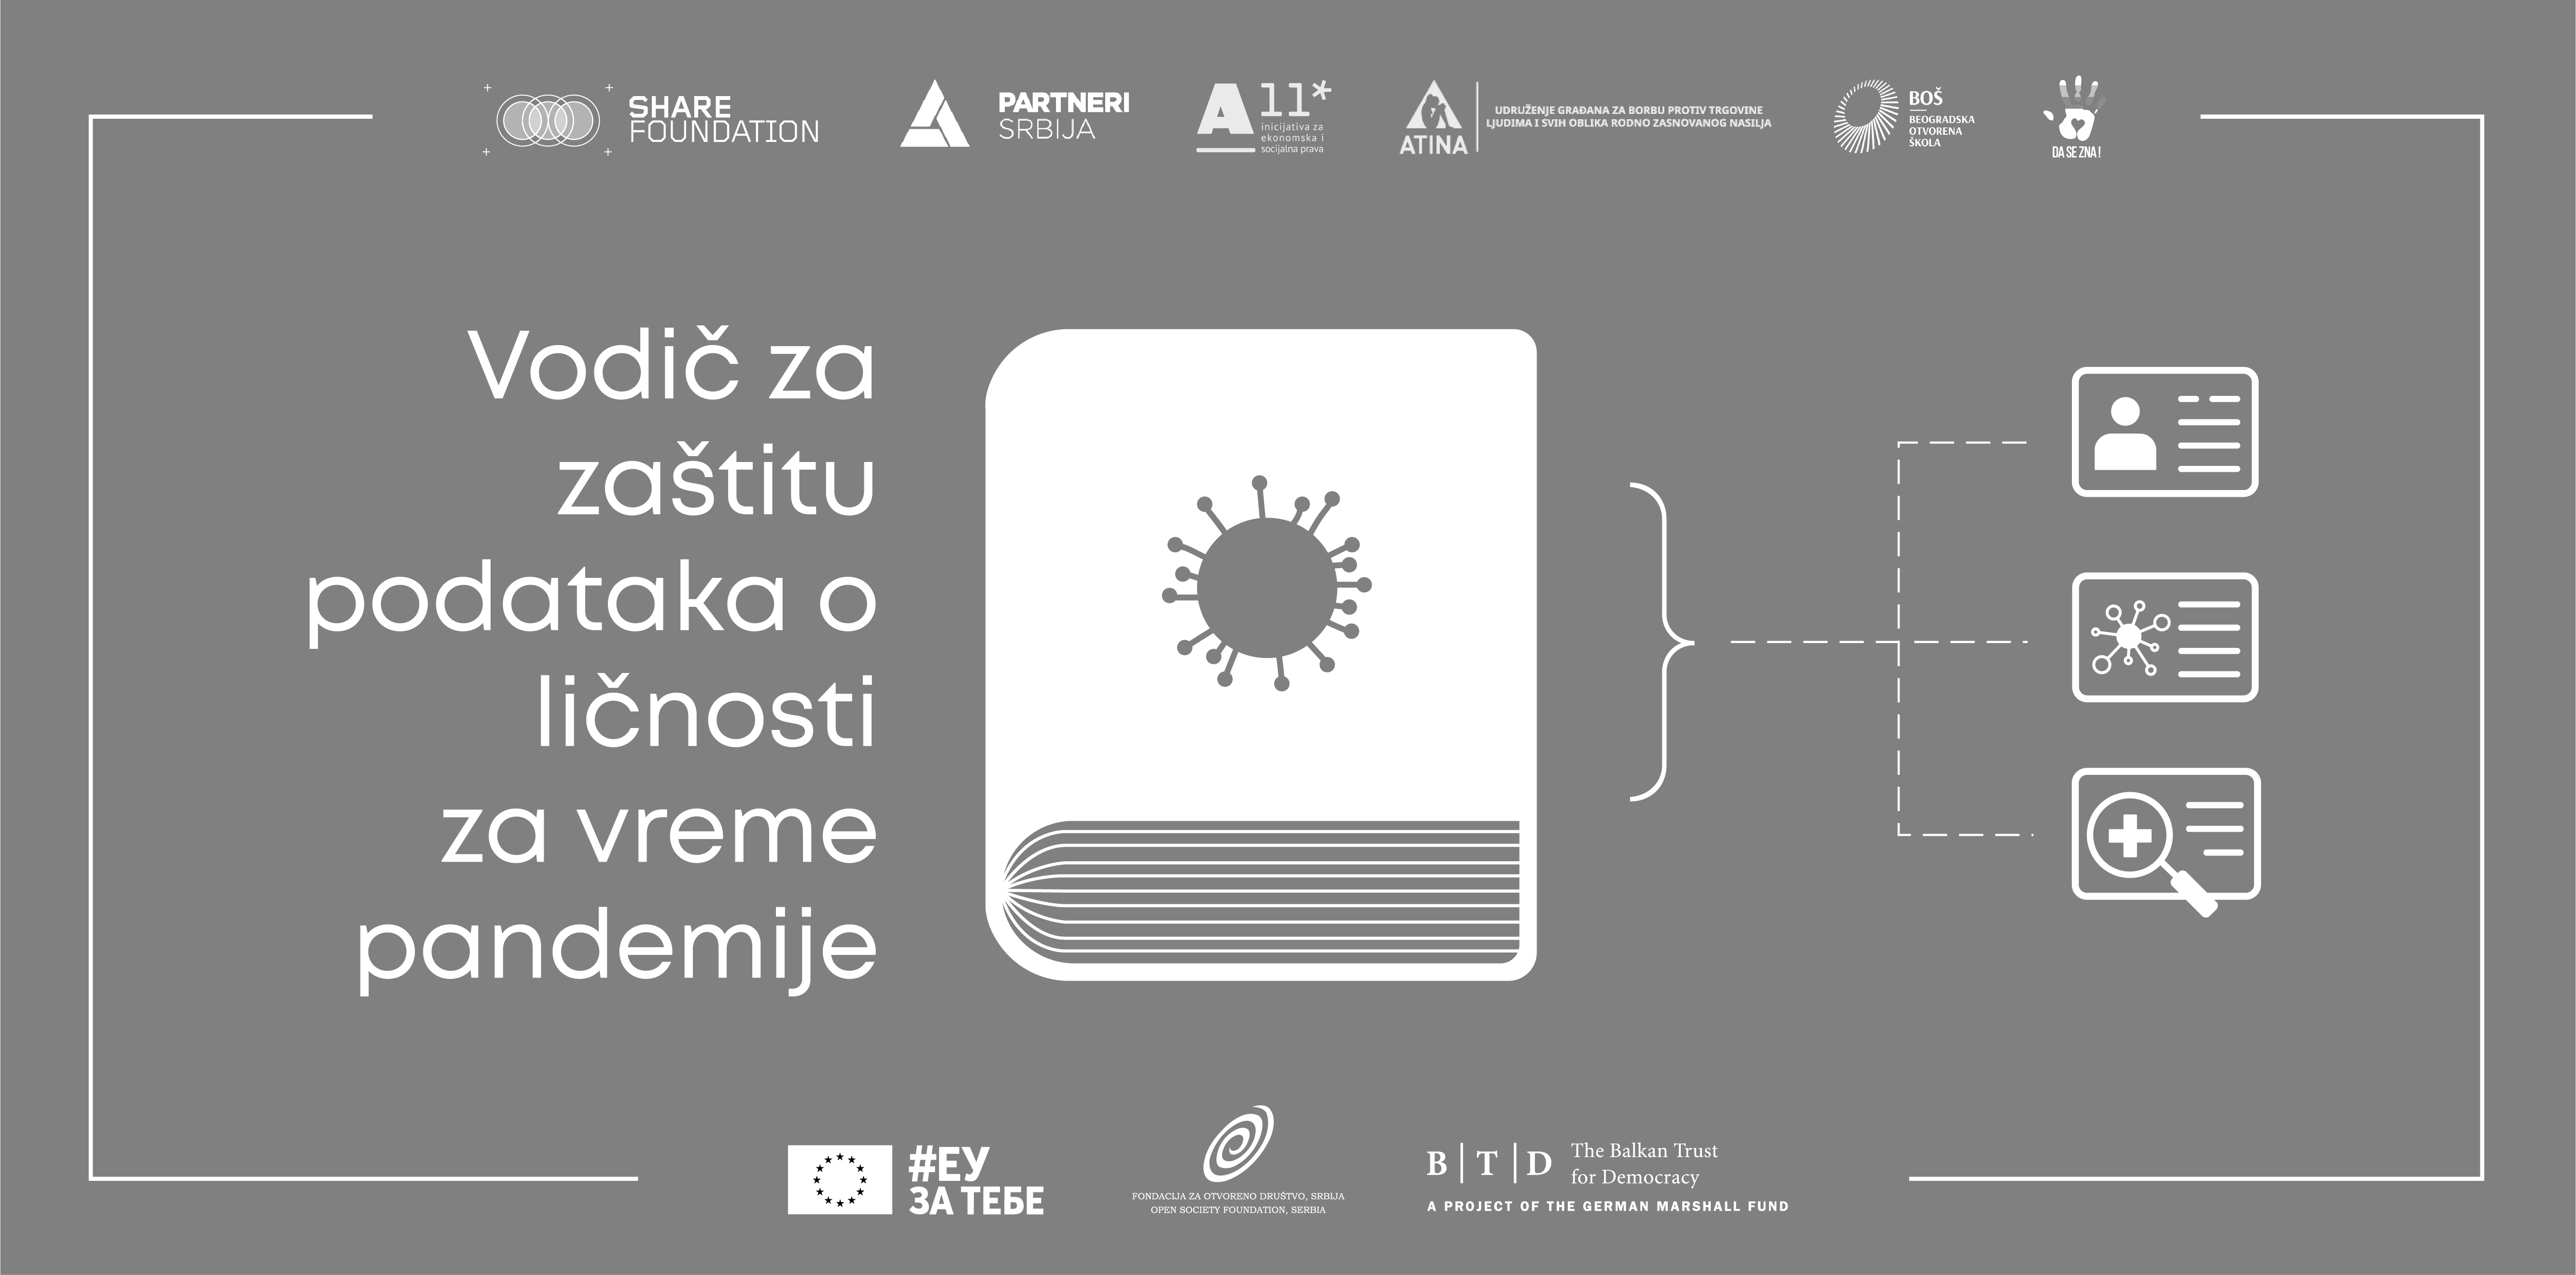 SHARE
FOUNDATION
PARTNERI
SRBIJA
A 11*
inicijativa za
ekonomska i
socijalna prava
ATINA
UDRUŽENJE GRAĐANA ZA BORBU PROTIV TRGOVINE
LJUDIMA I SVIH OBLIKA RODNO ZASNOVANOG NASILJA
BOŠ
BEOGRADSKA
OTVORENA
ŠKOLA
DA SE ZNA!
Vodič za
zaštitu
podataka o
ličnosti
za vreme
pandemije
#ЕУ
ЗА ТЕБЕ
FONDACIJA ZA OTVORENO DRUŠTVO, SRBIJA
OPEN SOCIETY FOUNDATION, SERBIA
B|T|D
The Balkan Trust
for Democracy
A PROJECT OF THE GERMAN MARSHALL FUND